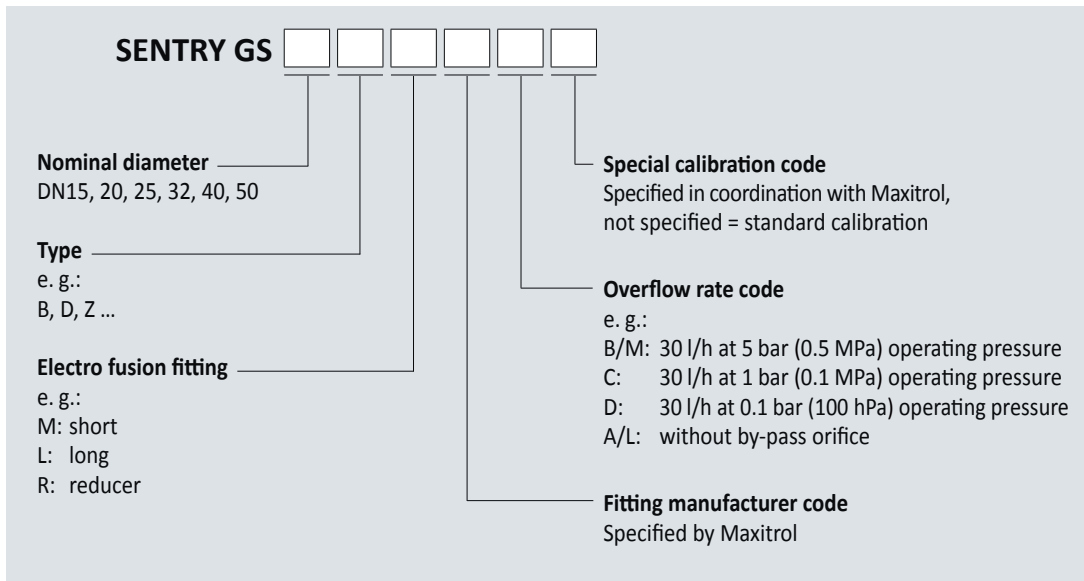 SENTRY GS
Nominal diameter
DN15, 20, 25, 32, 40, 50
Type
e. g.:
B, D, Z ...
Electro fusion fitting
e. g.:
M: short
L: long
R: reducer
Special calibration code
Specified in coordination with Maxitrol,
not specified = standard calibration
Overflow rate code
e. g.:
B/M: 30 l/h at 5 bar (0.5 MPa) operating pressure
C: 30 l/h at 1 bar (0.1 MPa) operating pressure
D: 30 l/h at 0.1 bar (100 hPa) operating pressure
A/L: without by-pass orifice
Fitting manufacturer code
Specified by Maxitrol